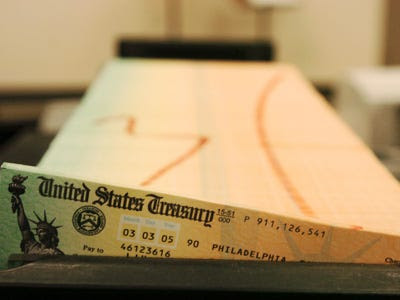 United States Treasury 15-51 000 P 911,126,541
Month Day Year
03 03 05
Pay to 46123616 90 PHILADELPHIA
Check